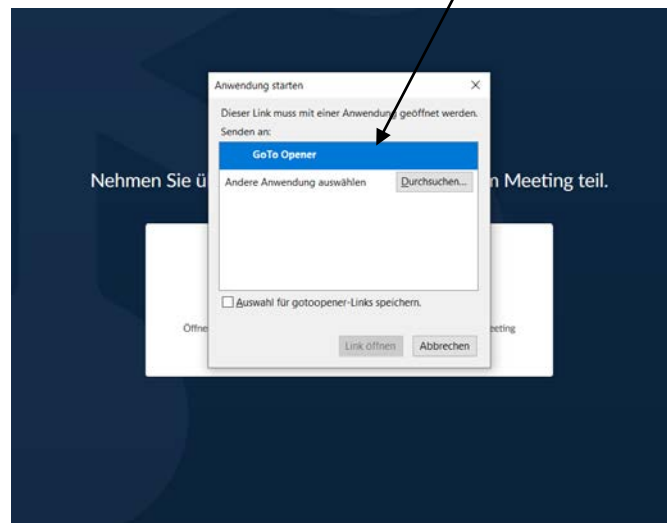 Anwendung starten
Dieser Link muss mit einer Anwendung geöffnet werden.
Senden an:
GoTo Opener
Nehmen Sie ü
Andere Anwendung auswählen
Durchsuchen...
Meeting teil.
Auswahl für gotoopener-Links speichern.
Öffne
eeting
Link öffnen
Abbrechen